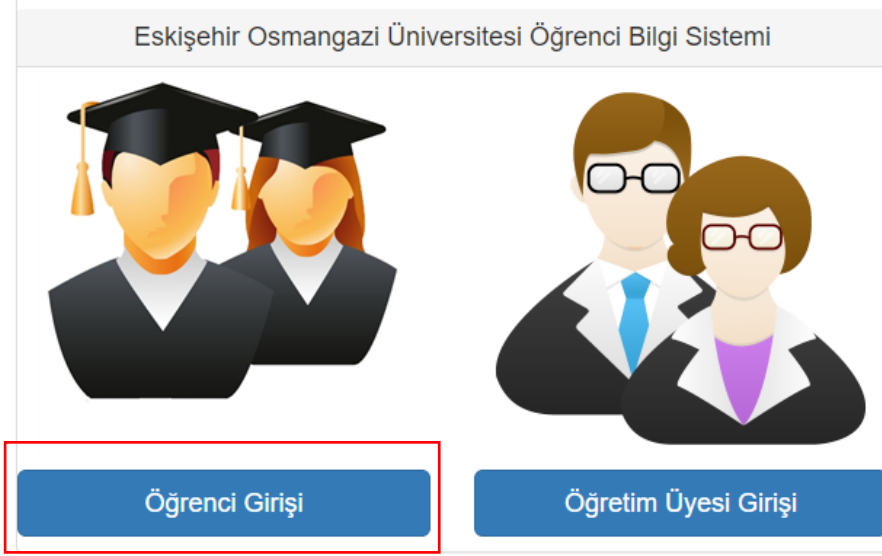 Eskişehir Osmangazi Üniversitesi Öğrenci Bilgi Sistemi
Öğrenci Girişi
Öğretim Üyesi Girişi